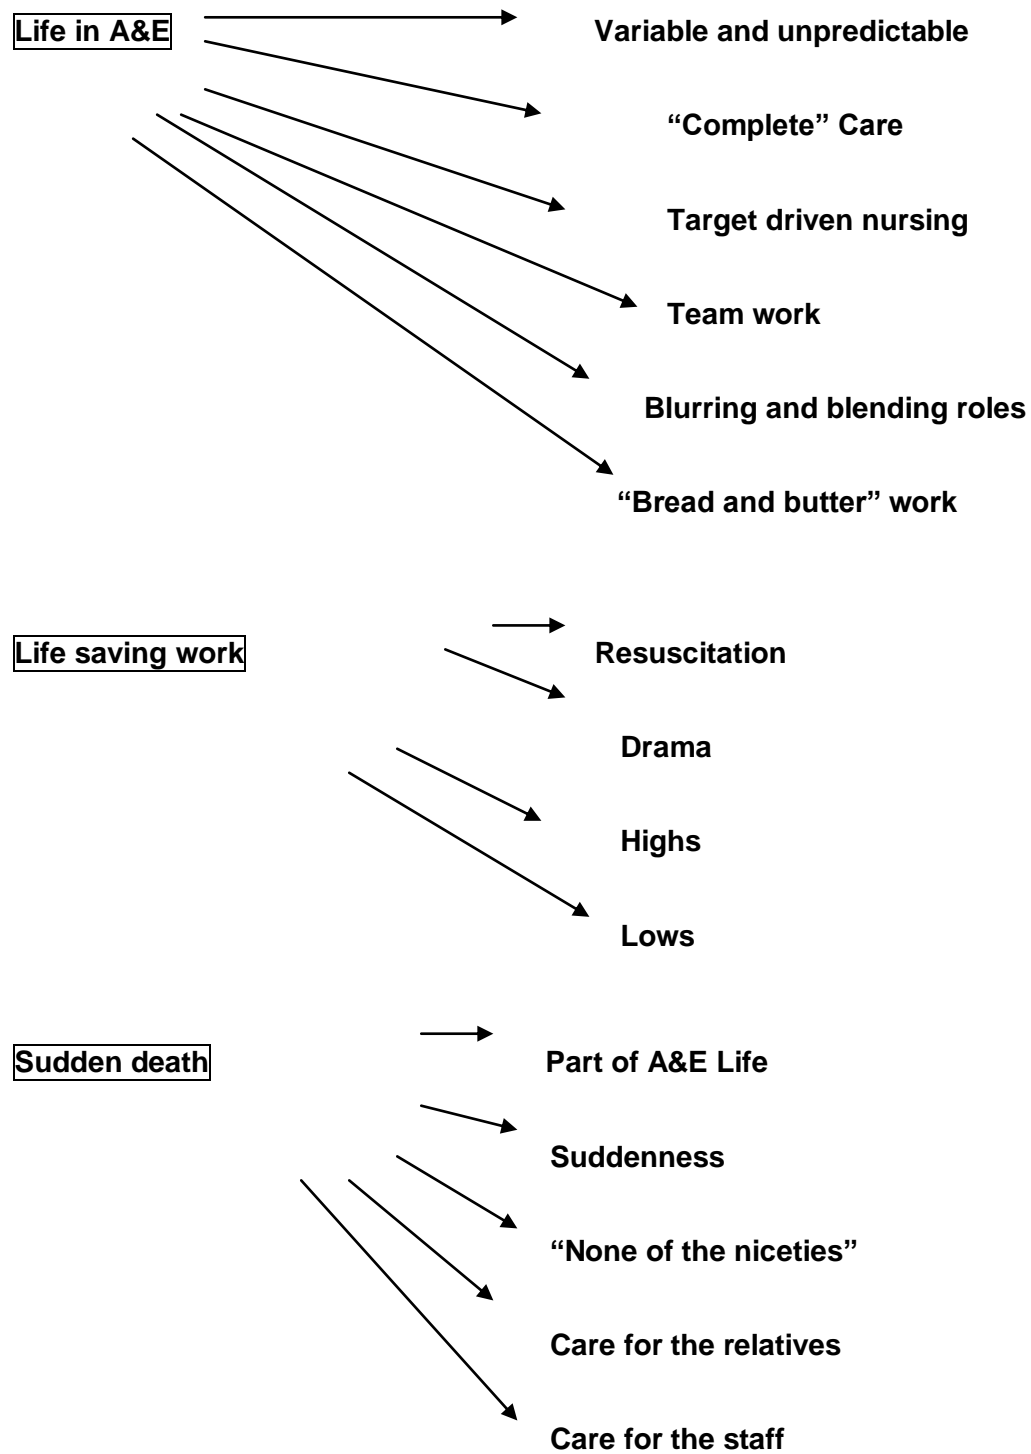 Life in A&E
Variable and unpredictable
“Complete” Care
Target driven nursing
Team work
Blurring and blending roles
“Bread and butter” work
Life saving work
Resuscitation
Drama
Highs
Lows
Sudden death
Part of A&E Life
Suddenness
“None of the niceties”
Care for the relatives
Care for the staff